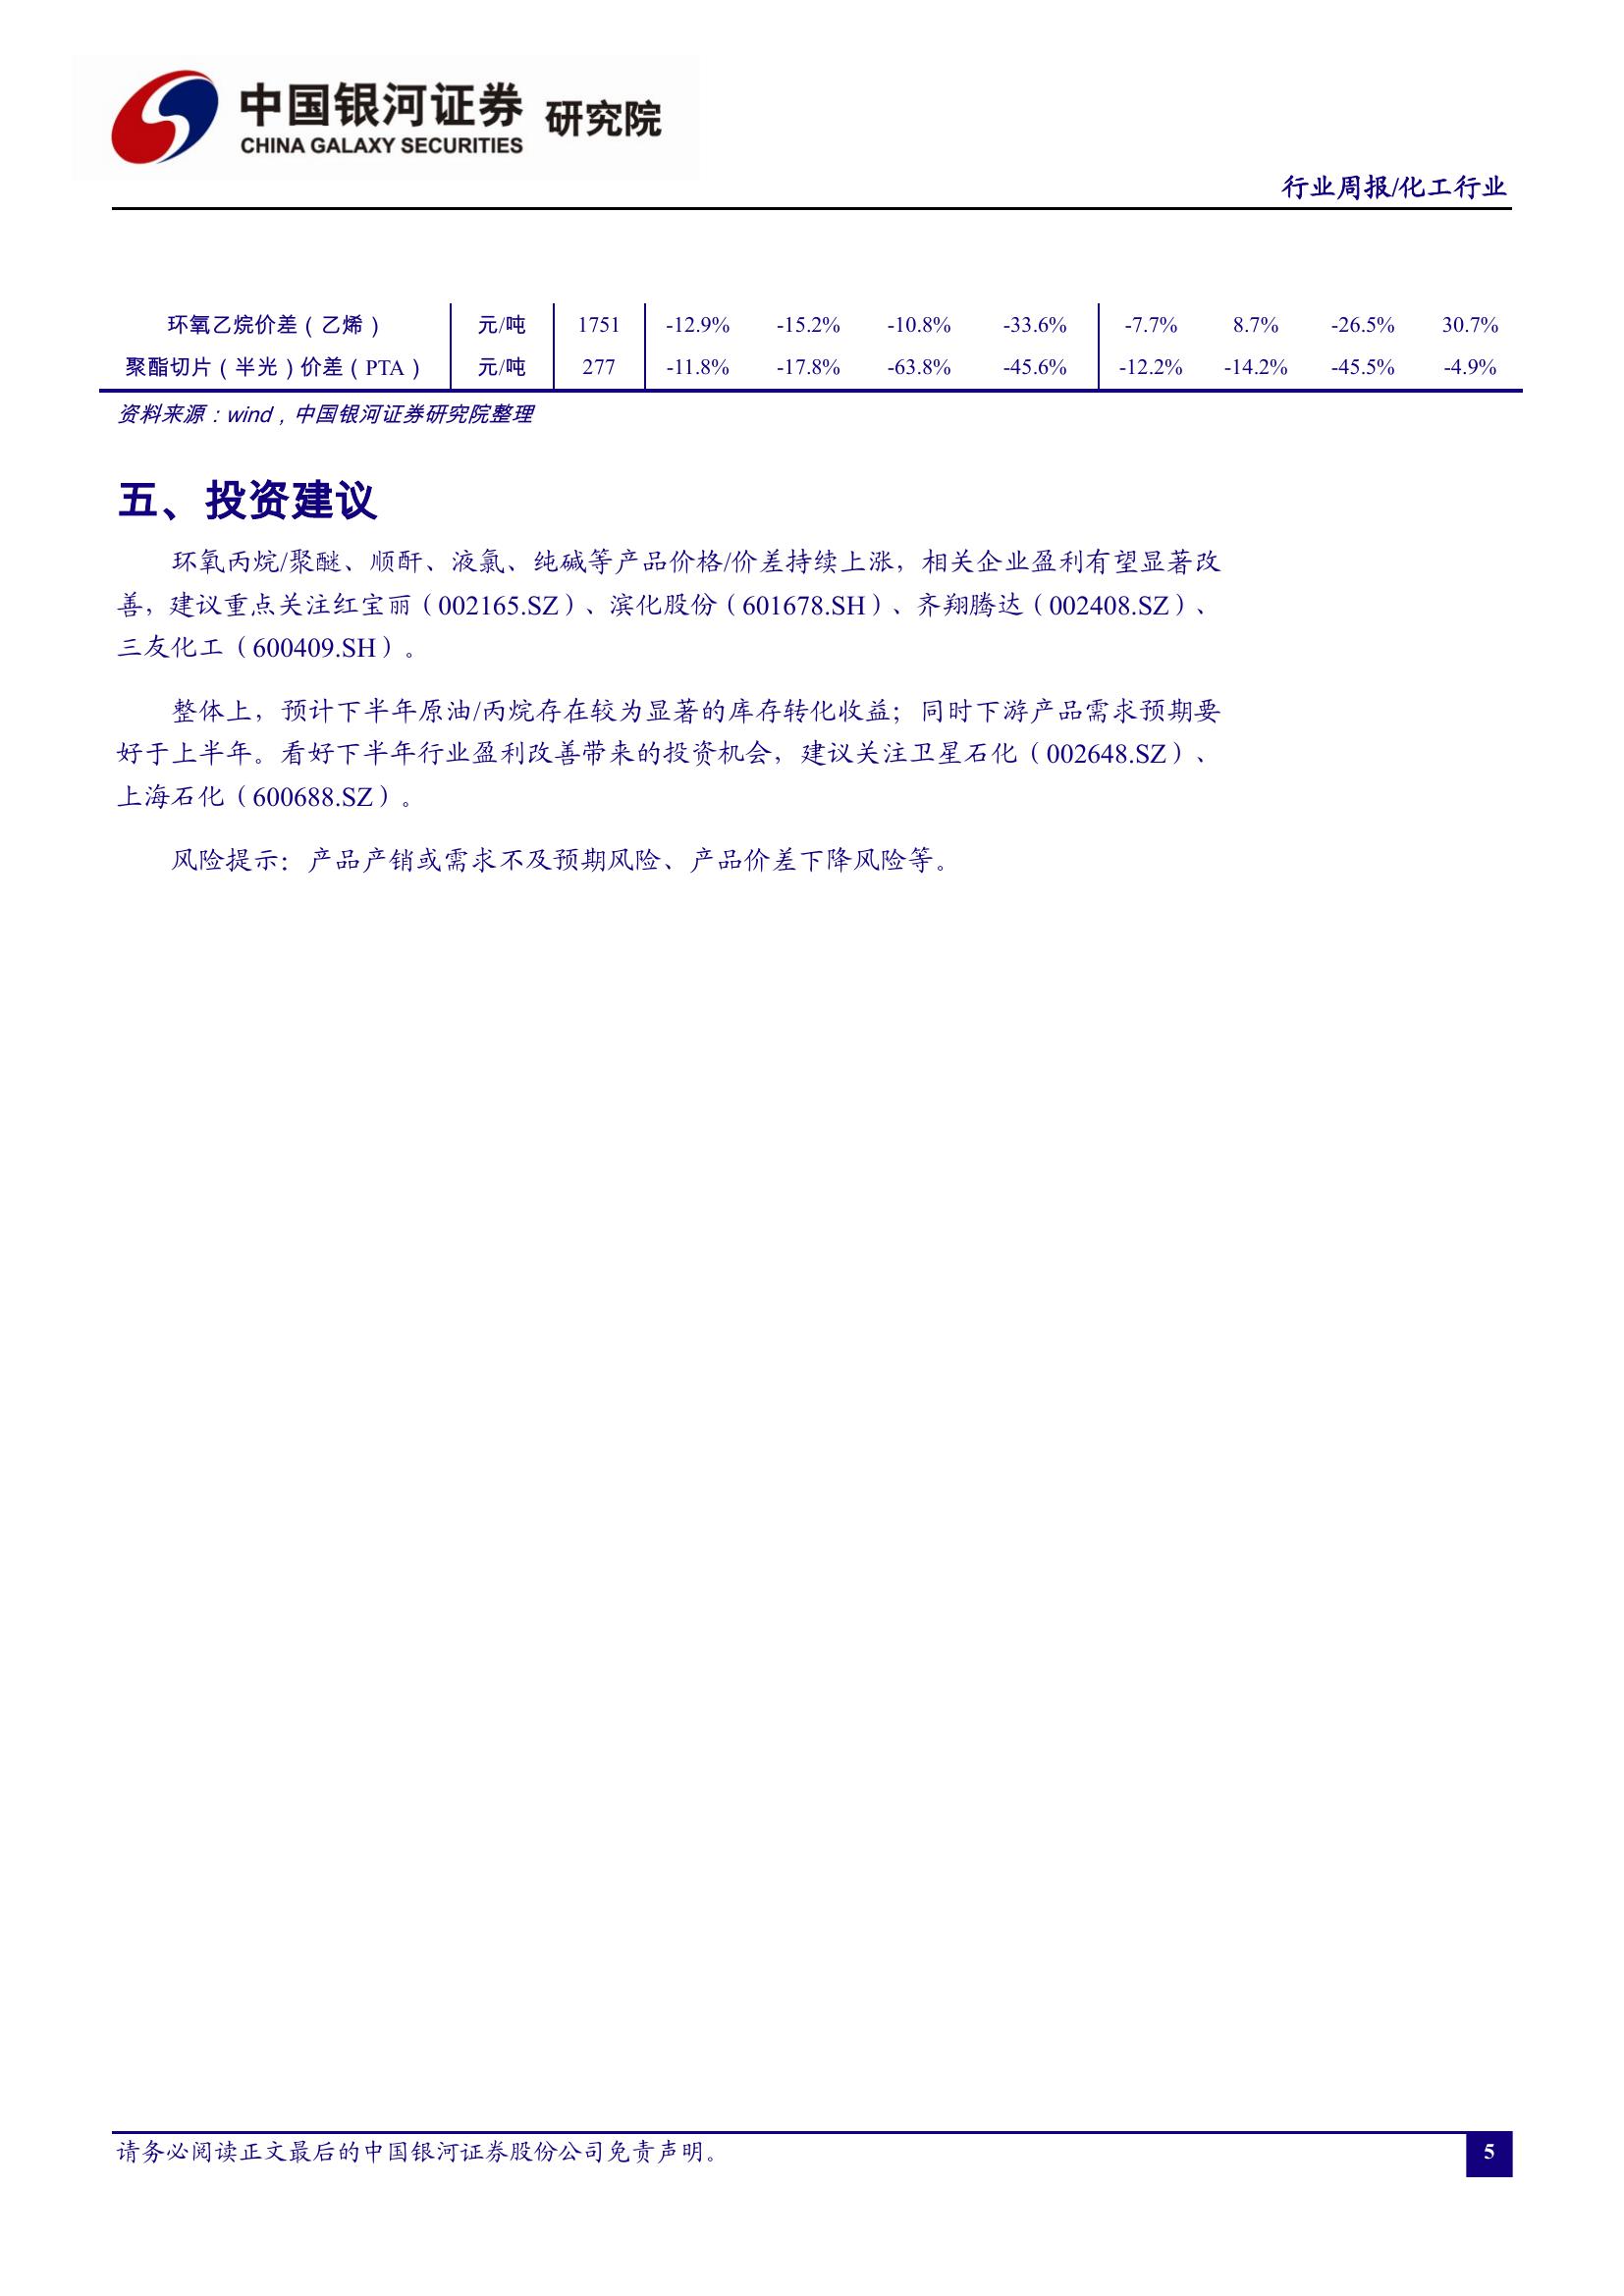 中国银河证券 研究院
CHINA GALAXY SECURITIES
行业周报/化工行业
环氧乙烷价差（乙烯） 元/吨 1751 -12.9% -15.2% -10.8% -33.6% -7.7% 8.7% -26.5% 30.7%
聚酯切片（半光）价差（PTA） 元/吨 277 -11.8% -17.8% -63.8% -45.6% -12.2% -14.2% -45.5% -4.9%
资料来源：wind，中国银河证券研究院整理
五、投资建议
环氧丙烷/聚醚、顺酐、液氯、纯碱等产品价格/价差持续上涨，相关企业盈利有望显著改
善，建议重点关注红宝丽（002165.SZ）、滨化股份（601678.SH）、齐翔腾达（002408.SZ）、
三友化工（600409.SH）。
整体上，预计下半年原油/丙烷存在较为显著的库存转化收益；同时下游产品需求预期要
好于上半年。看好下半年行业盈利改善带来的投资机会，建议关注卫星石化（002648.SZ）、
上海石化（600688.SZ）。
风险提示：产品产销或需求不及预期风险、产品价差下降风险等。
请务必阅读正文最后的中国银河证券股份公司免责声明。
5